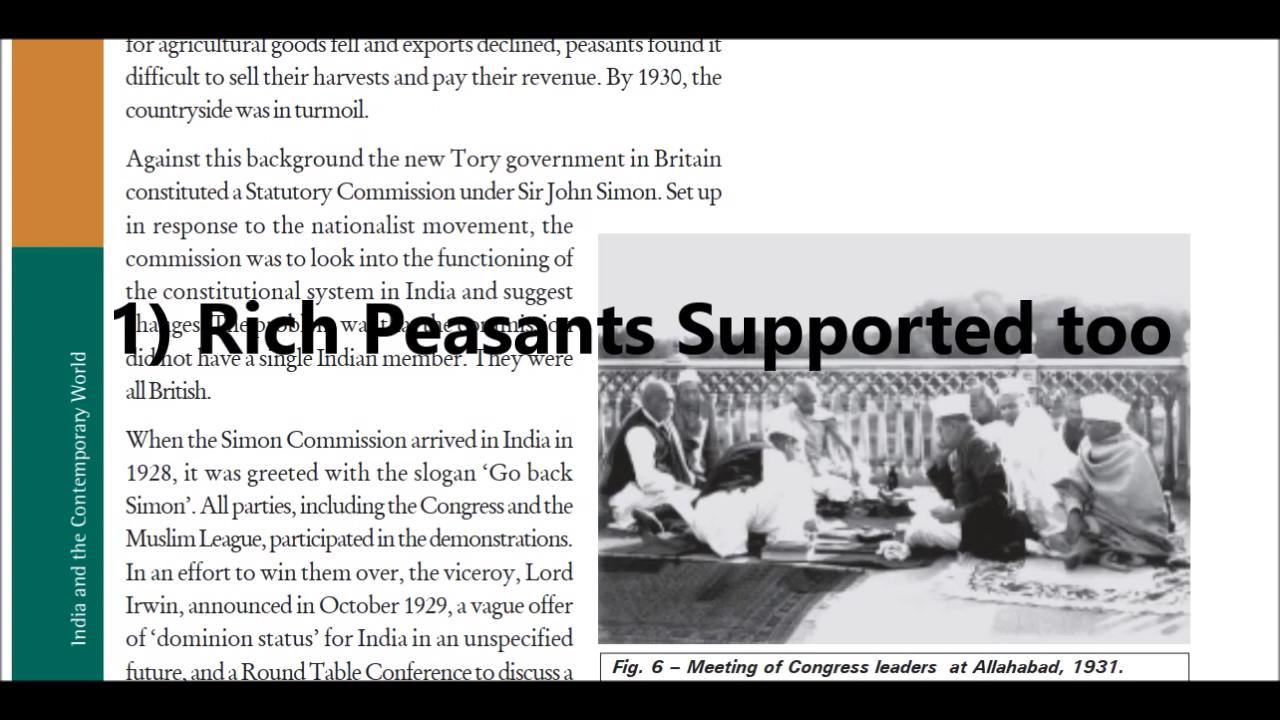 for agricultural goods fell and exports declined, peasants found it
difficult to sell their harvests and pay their revenue. By 1930, the
countryside was in turmoil.
Against this background the new Tory government in Britain
constituted a Statutory Commission under Sir John Simon. Set up
in response to the nationalist movement, the
commission was to look into the functioning of
the constitutional system in India and suggest
changes. The problem was that the commission
did not have a single Indian member. They were
all British.
1) Rich Peasants Supported too
When the Simon Commission arrived in India in
1928, it was greeted with the slogan ‘Go back
Simon’. All parties, including the Congress and the
Muslim League, participated in the demonstrations.
In an effort to win them over, the viceroy, Lord
Irwin, announced in October 1929, a vague offer
of ‘dominion status’ for India in an unspecified
future, and a Round Table Conference to discuss a
Fig. 6 – Meeting of Congress leaders at Allahabad, 1931.
India and the Contemporary World